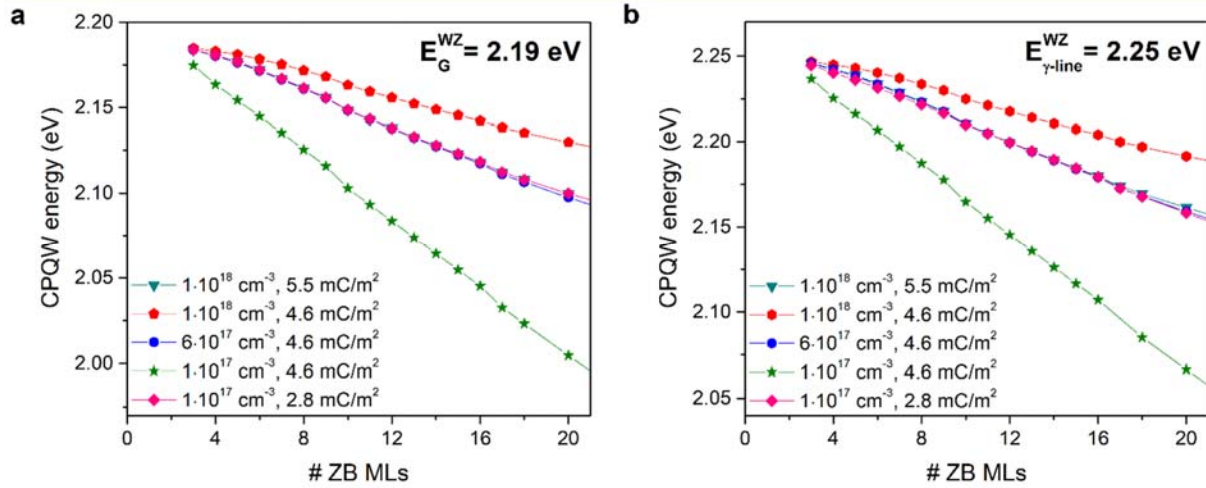 a
E_G^WZ = 2.19 eV
CPQW energy (eV)
2.20
2.15
2.10
2.05
2.00
1·10^18 cm^-3, 5.5 mC/m^2
1·10^18 cm^-3, 4.6 mC/m^2
6·10^17 cm^-3, 4.6 mC/m^2
1·10^17 cm^-3, 4.6 mC/m^2
1·10^17 cm^-3, 2.8 mC/m^2
0 4 8 12 16 20
# ZB MLs
b
E_γ-line^WZ = 2.25 eV
CPQW energy (eV)
2.25
2.20
2.15
2.10
2.05
1·10^18 cm^-3, 5.5 mC/m^2
1·10^18 cm^-3, 4.6 mC/m^2
6·10^17 cm^-3, 4.6 mC/m^2
1·10^17 cm^-3, 4.6 mC/m^2
1·10^17 cm^-3, 2.8 mC/m^2
0 4 8 12 16 20
# ZB MLs